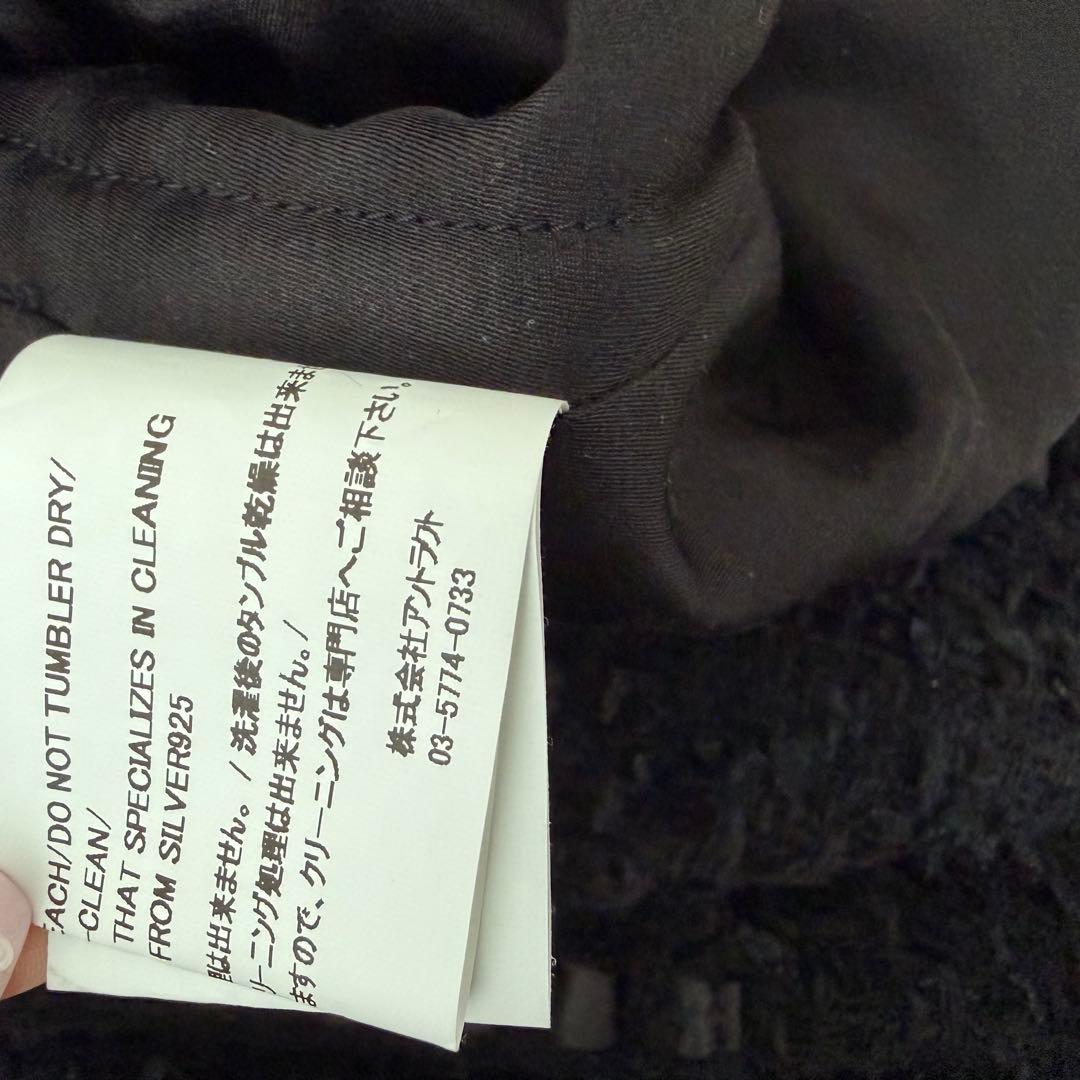 EACH/DO NOT TUMBLER DRY/
-CLEAN/
THAT SPECIALIZES IN CLEANING
FROM SILVER925
理は出来ません。/洗濯後のタンブル乾燥は出来ま
リーニング処理は出来ません。/
ますので、クリーニングは専門店へご相談下さい。
株式会社アントラクト
03-5774-0733